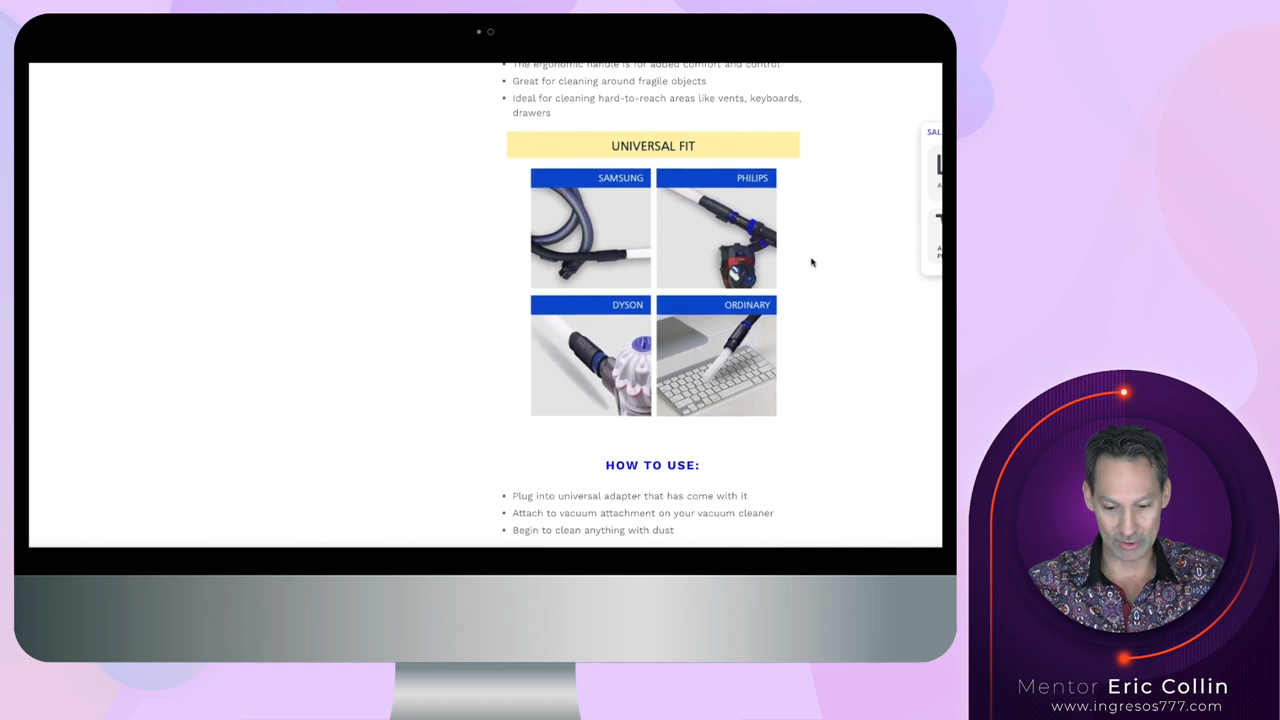 The ergonomic handle is for added comfort and control
Great for cleaning around fragile objects
Ideal for cleaning hard-to-reach areas like vents, keyboards,
drawers
UNIVERSAL FIT
SAMSUNG
PHILIPS
DYSON
ORDINARY
HOW TO USE:
Plug into universal adapter that has come with it
Attach to vacuum attachment on your vacuum cleaner
Begin to clean anything with dust
SAL
Mentor Eric Collin
www.ingresos777.com